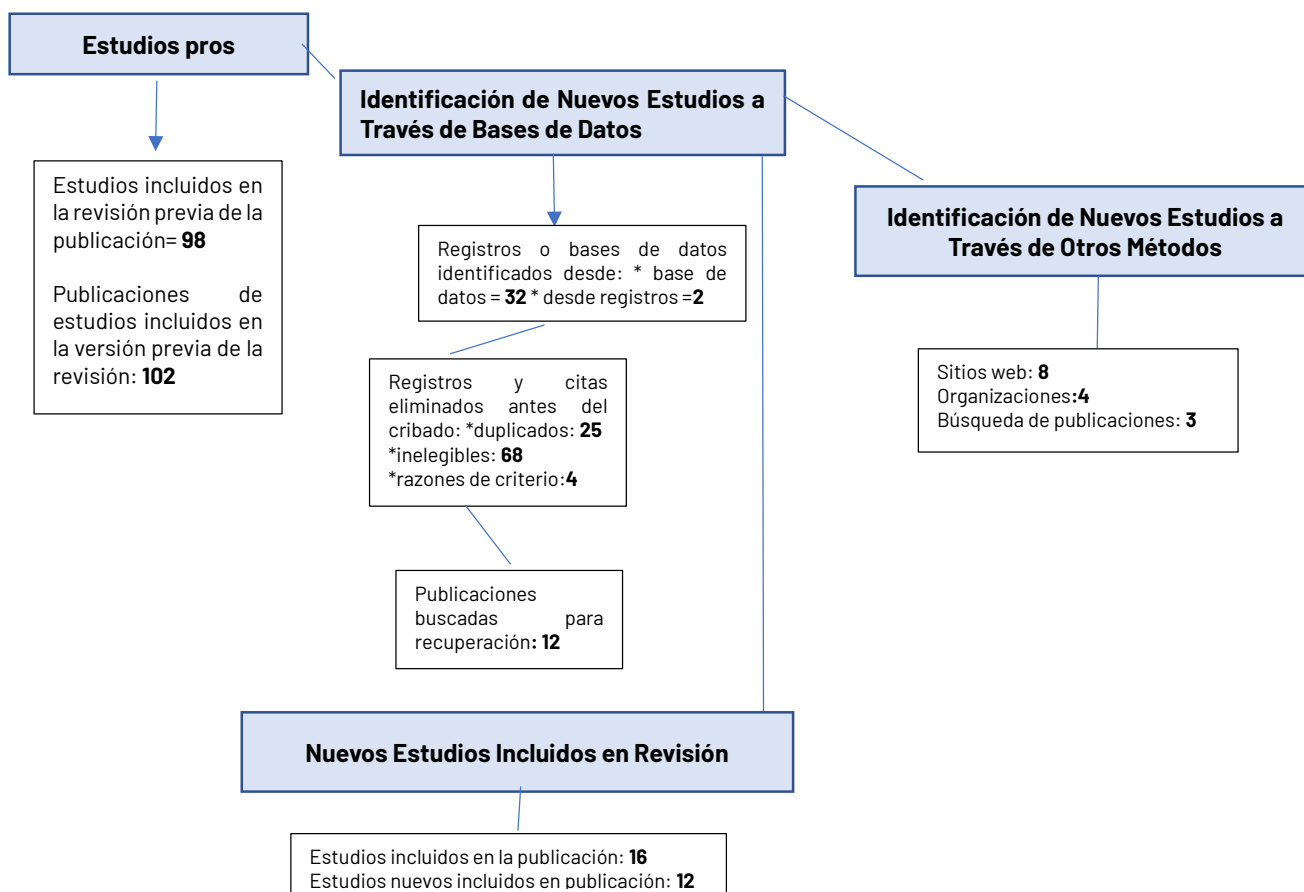 Estudios pros
Estudios incluidos en
la revisión previa de la
publicación= 98
Publicaciones de
estudios incluidos en
la versión previa de la
revisión: 102
Identificación de Nuevos Estudios a
Través de Bases de Datos
Registros o bases de datos
identificados desde: * base de
datos = 32 * desde registros =2
Registros y citas
eliminados antes del
cribado: *duplicados: 25
*inelegibles: 68
*razones de criterio:4
Publicaciones
buscadas para
recuperación: 12
Identificación de Nuevos Estudios a
Través de Otros Métodos
Sitios web: 8
Organizaciones:4
Búsqueda de publicaciones: 3
Nuevos Estudios Incluidos en Revisión
Estudios incluidos en la publicación: 16
Estudios nuevos incluidos en publicación: 12